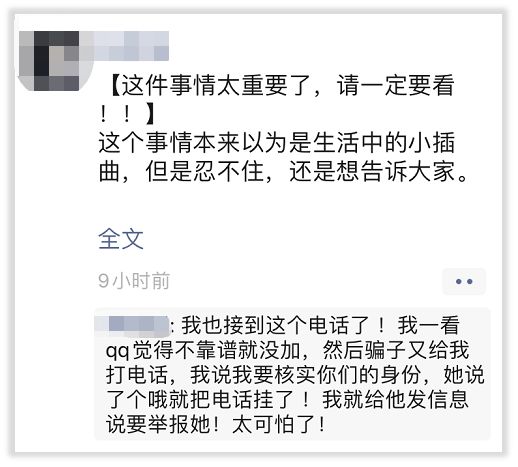 【这件事情太重要了，请一定要看
！！】
这个事情本来以为是生活中的小插
曲，但是忍不住，还是想告诉大家。
全文
9小时前
: 我也接到这个电话了！我一看
qq觉得不靠谱就没加，然后骗子又给我
打电话，我说我要核实你们的身份，她说
了个哦就把电话挂了！我就给他发信息
说要举报她！太可怕了！